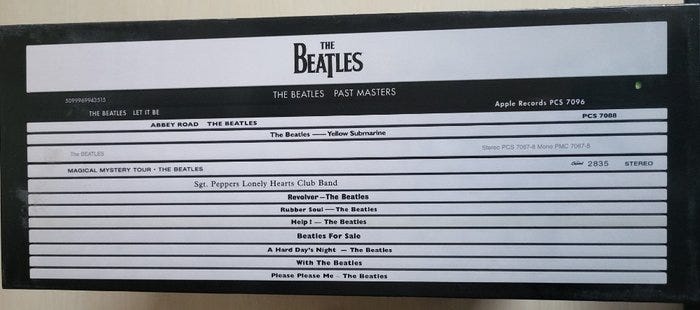 THE
BEATLES
THE BEATLES PAST MASTERS
5099969943515
Apple Records PCS 7096
THE BEATLES LET IT BE
PCS 7088
ABBEY ROAD THE BEATLES
The Beatles — Yellow Submarine
Stereo PCS 7067-8 Mono PMC 7067-8
The BEATLES
Capitol 2835 STEREO
MAGICAL MYSTERY TOUR • THE BEATLES
Sgt. Peppers Lonely Hearts Club Band
Revolver – The Beatles
Rubber Soul — The Beatles
Help! — The Beatles
Beatles For Sale
A Hard Day's Night — The Beatles
With The Beatles
Please Please Me – The Beatles